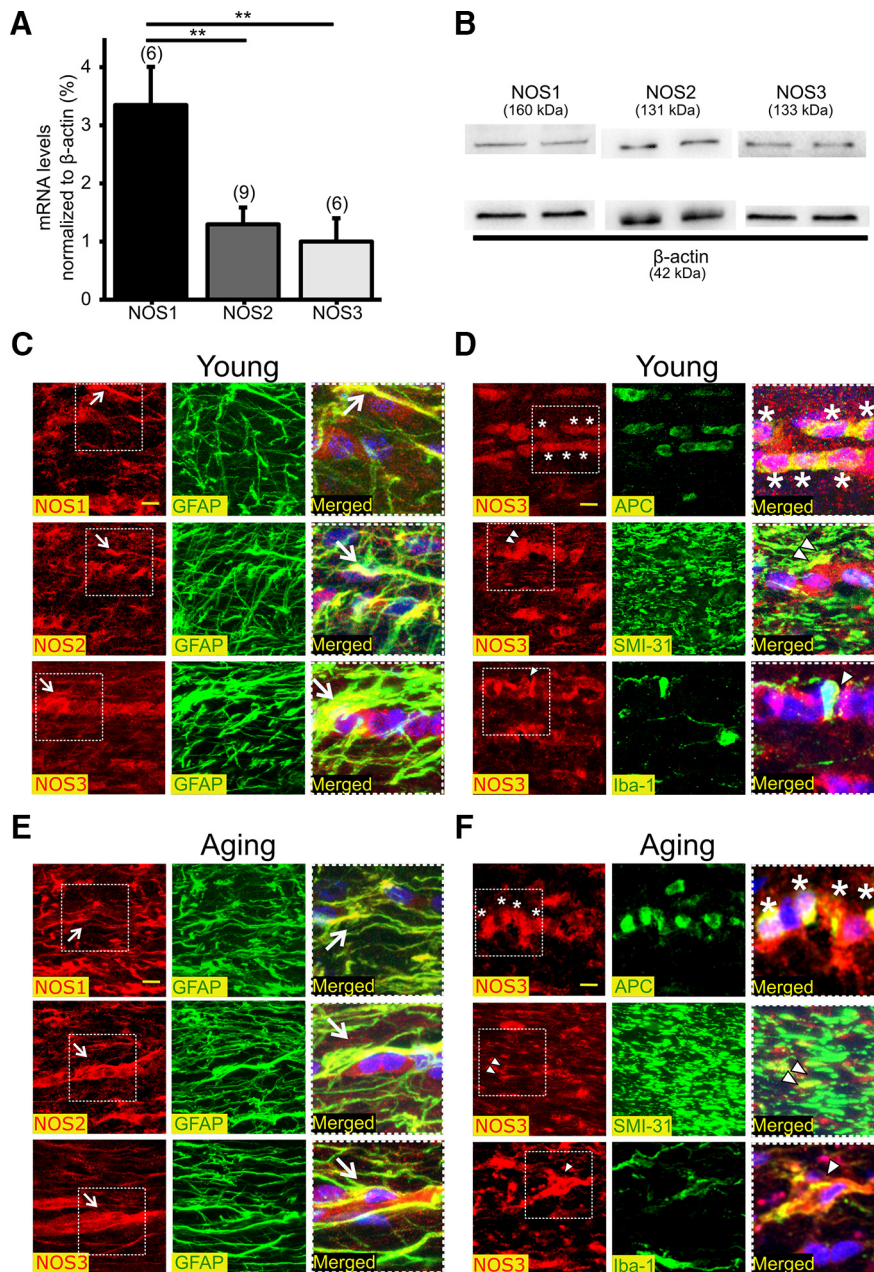 A
**
**
(6)
(9)
(6)
mRNA levels
normalized to β-actin (%)
4
3
2
1
0
NOS1
NOS2
NOS3
B
NOS1
(160 kDa)
NOS2
(131 kDa)
NOS3
(133 kDa)
β-actin
(42 kDa)
C
Young
NOS1
GFAP
Merged
NOS2
GFAP
Merged
NOS3
GFAP
Merged
D
Young
* * *
* * *
* * *
* * *
NOS3
APC
Merged
NOS3
SMI-31
Merged
NOS3
Iba-1
Merged
E
Aging
NOS1
GFAP
Merged
NOS2
GFAP
Merged
NOS3
GFAP
Merged
F
Aging
* * * *
* * * *
NOS3
APC
Merged
NOS3
SMI-31
Merged
NOS3
Iba-1
Merged